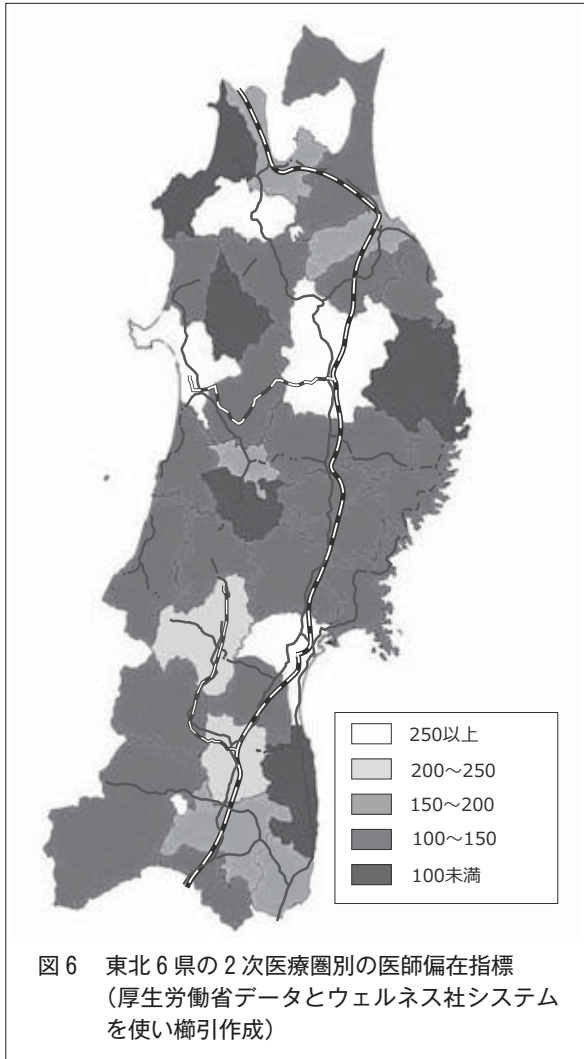 250以上
200～250
150～200
100～150
100未満
図6 東北6県の2次医療圏別の医師偏在指標
（厚生労働省データとウェルネス社システム
を使い櫛引作成）